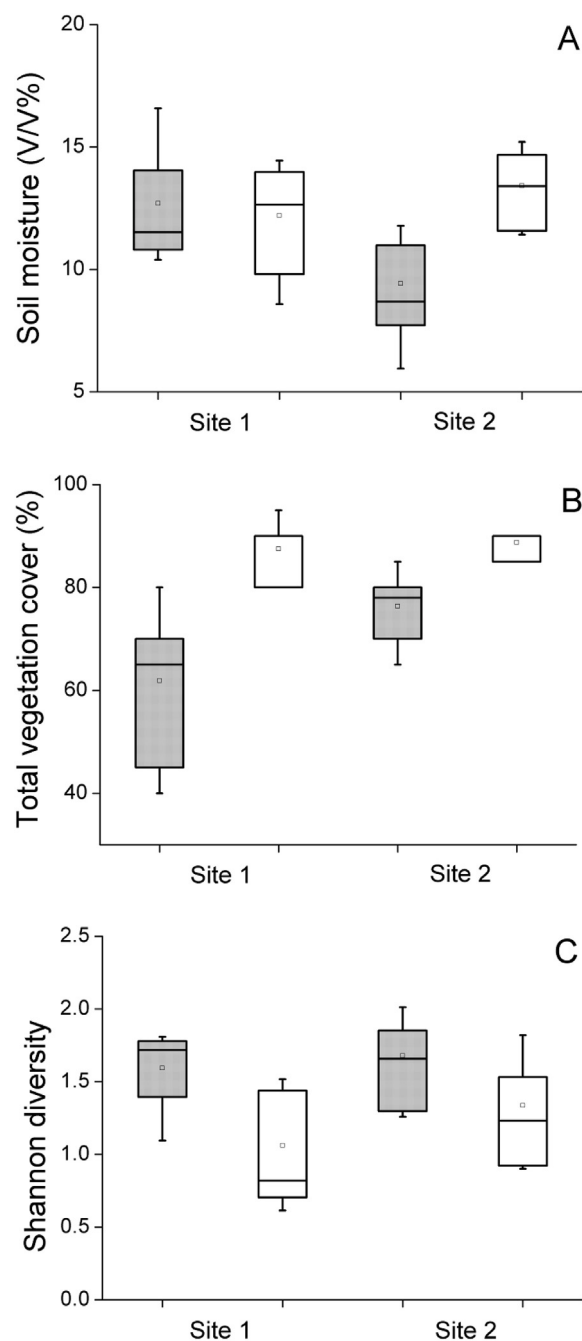 A
Soil moisture (V/V%)
20
15
10
5
Site 1 Site 2
B
Total vegetation cover (%)
100
80
60
40
Site 1 Site 2
C
Shannon diversity
2.5
2.0
1.5
1.0
0.5
0.0
Site 1 Site 2